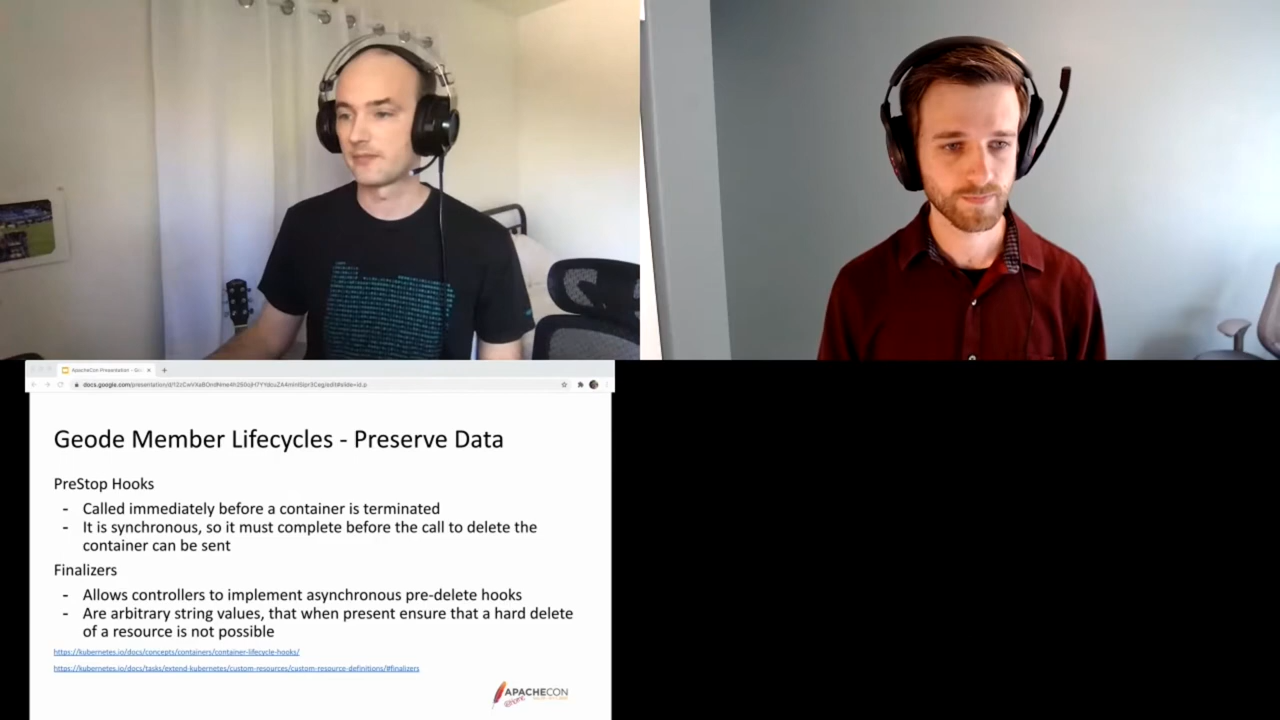 ApacheCon Presentation - G
Geode Member Lifecycles - Preserve Data
PreStop Hooks
- Called immediately before a container is terminated
- It is synchronous, so it must complete before the call to delete the
container can be sent
Finalizers
- Allows controllers to implement asynchronous pre-delete hooks
- Are arbitrary string values, that when present ensure that a hard delete
of a resource is not possible
https://kubernetes.io/docs/concepts/containers/container-lifecycle-hooks/
https://kubernetes.io/docs/tasks/extend-kubernetes/custom-resources/custom-resource-definitions/#finalizers
APACHECON
@Home